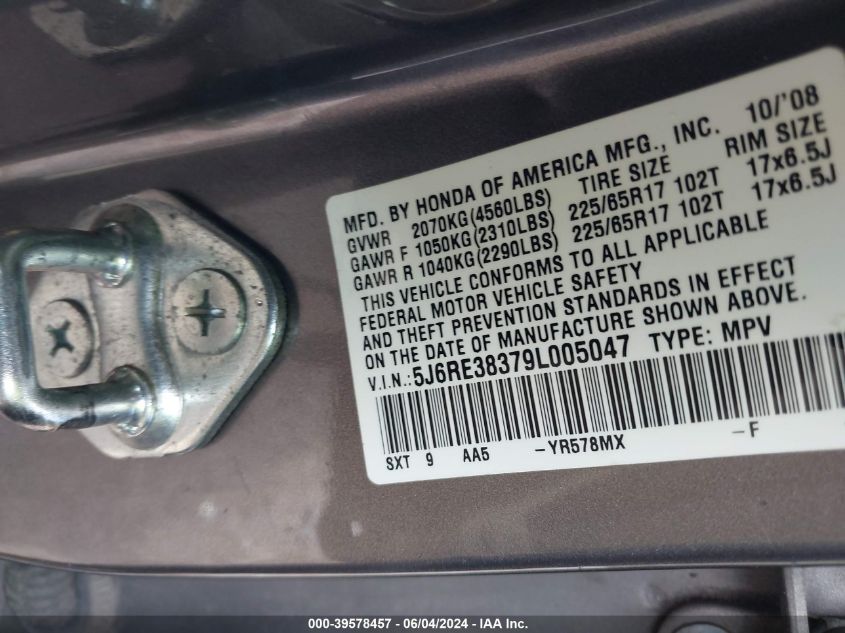 MFD. BY HONDA OF AMERICA MFG., INC. 10/'08
GVWR 2070KG(4560LBS) TIRE SIZE RIM SIZE
GAWR F 1050KG(2310LBS) 225/65R17 102T 17x6.5J
GAWR R 1040KG(2290LBS) 225/65R17 102T 17x6.5J
THIS VEHICLE CONFORMS TO ALL APPLICABLE
FEDERAL MOTOR VEHICLE SAFETY
AND THEFT PREVENTION STANDARDS IN EFFECT
ON THE DATE OF MANUFACTURE SHOWN ABOVE.
V.I.N.:5J6RE38379L005047 TYPE: MPV
SXT 9 AA5 -YR578MX -F
000-39578457 - 06/04/2024 - IAA Inc.